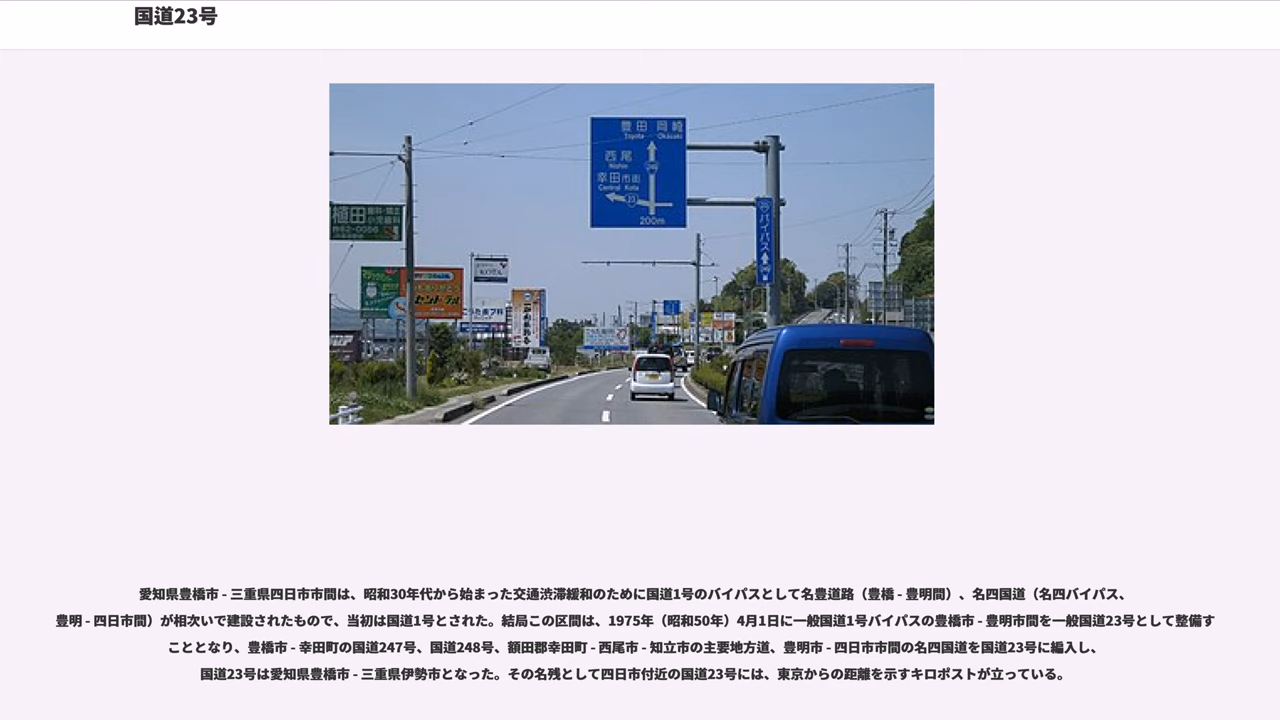 国道23号
豊田 岡崎
Toyota Okazaki
西尾
Nishio
幸田市街
Central Kota
200m
バイパス
植田
歯科・矯正
小児歯科
62-0056
愛知県豊橋市 - 三重県四日市市間は、昭和30年代から始まった交通渋滞緩和のために国道1号のバイパスとして名豊道路（豊橋 - 豊明間）、名四国道（名四バイパス、
豊明 - 四日市間）が相次いで建設されたもので、当初は国道1号とされた。結局この区間は、1975年（昭和50年）4月1日に一般国道1号バイパスの豊橋市 - 豊明市間を一般国道23号として整備す
こととなり、豊橋市 - 幸田町の国道247号、国道248号、額田郡幸田町 - 西尾市 - 知立市の主要地方道、豊明市 - 四日市市間の名四国道を国道23号に編入し、
国道23号は愛知県豊橋市 - 三重県伊勢市となった。その名残として四日市付近の国道23号には、東京からの距離を示すキロポストが立っている。